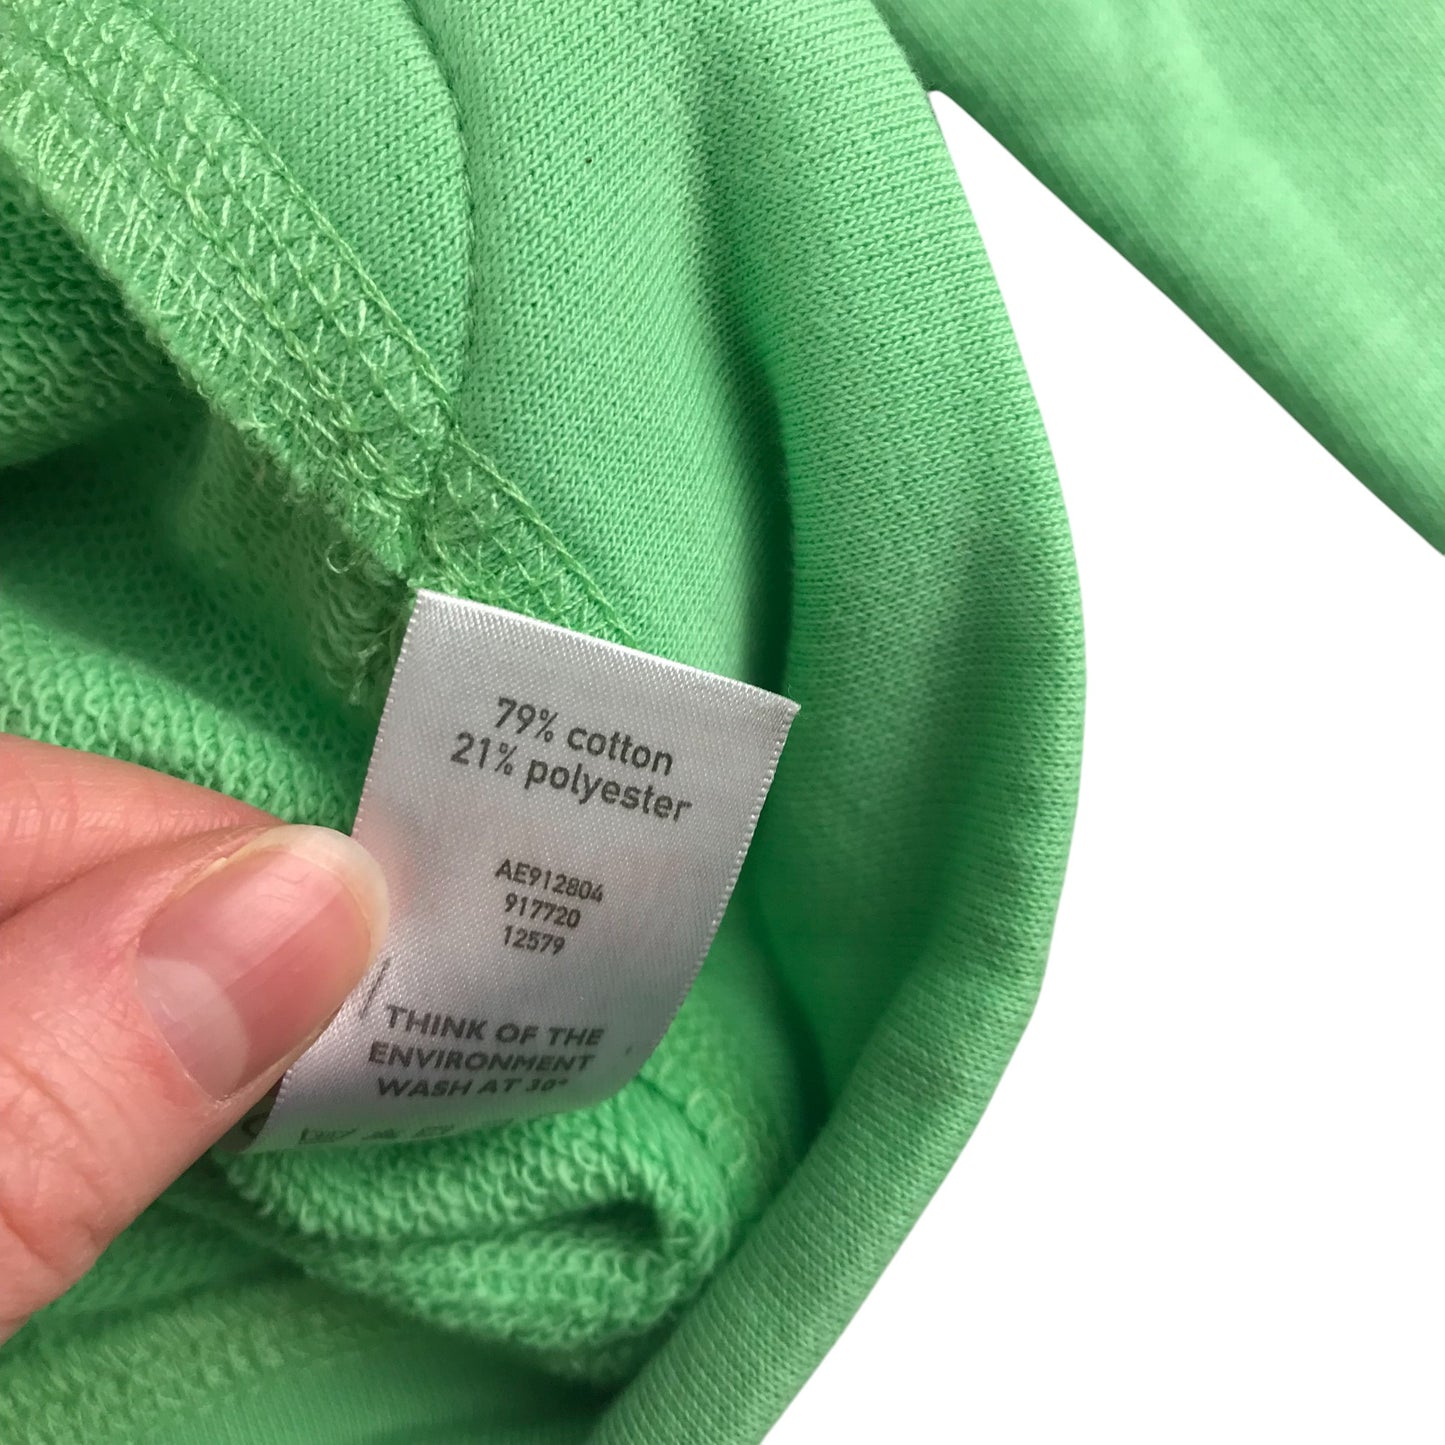 79% cotton
21% polyester
AE912804
917720
12579
THINK OF THE
ENVIRONMENT
WASH AT 30°